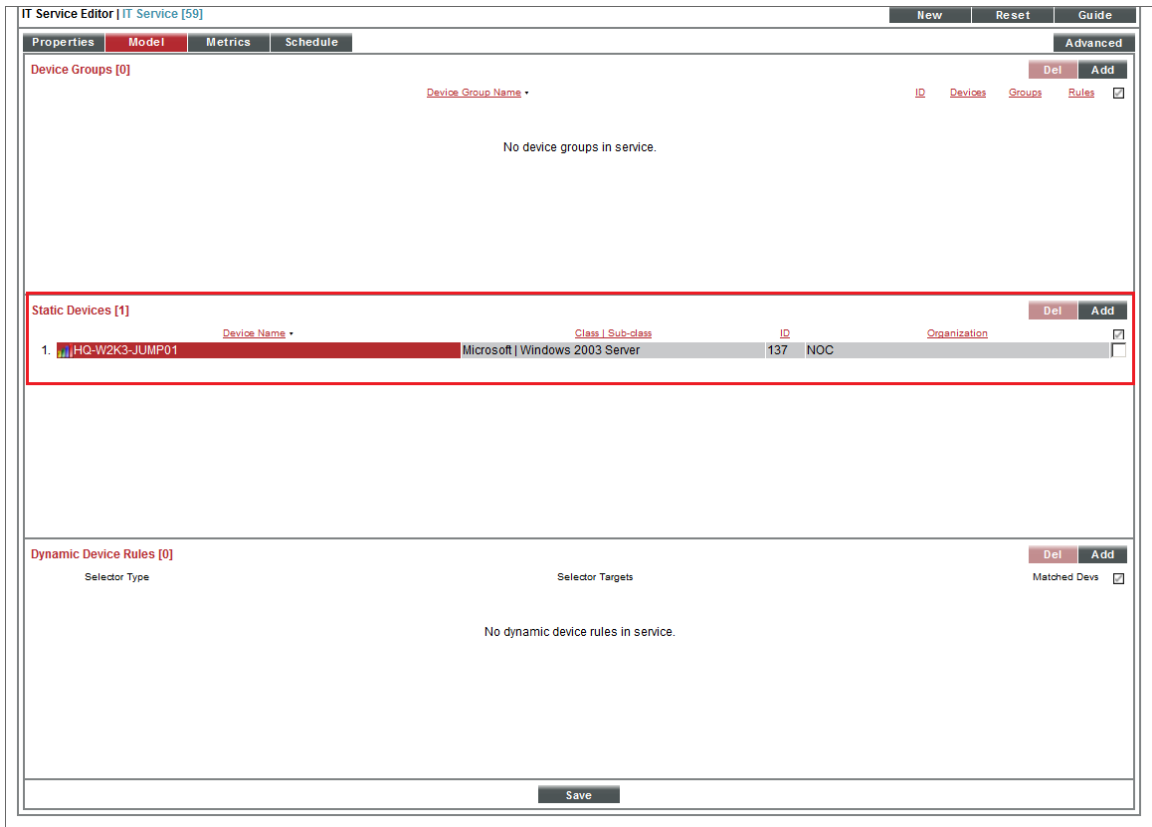 IT Service Editor | IT Service [59] New Reset Guide
Properties Model Metrics Schedule Advanced
Device Groups [0] Del Add
Device Group Name • ID Devices Groups Rules
No device groups in service.
Static Devices [1] Del Add
Device Name • Class | Sub-class ID Organization
1. HQ-W2K3-JUMP01 Microsoft | Windows 2003 Server 137 NOC
Dynamic Device Rules [0] Del Add
Selector Type Selector Targets Matched Devs
No dynamic device rules in service.
Save